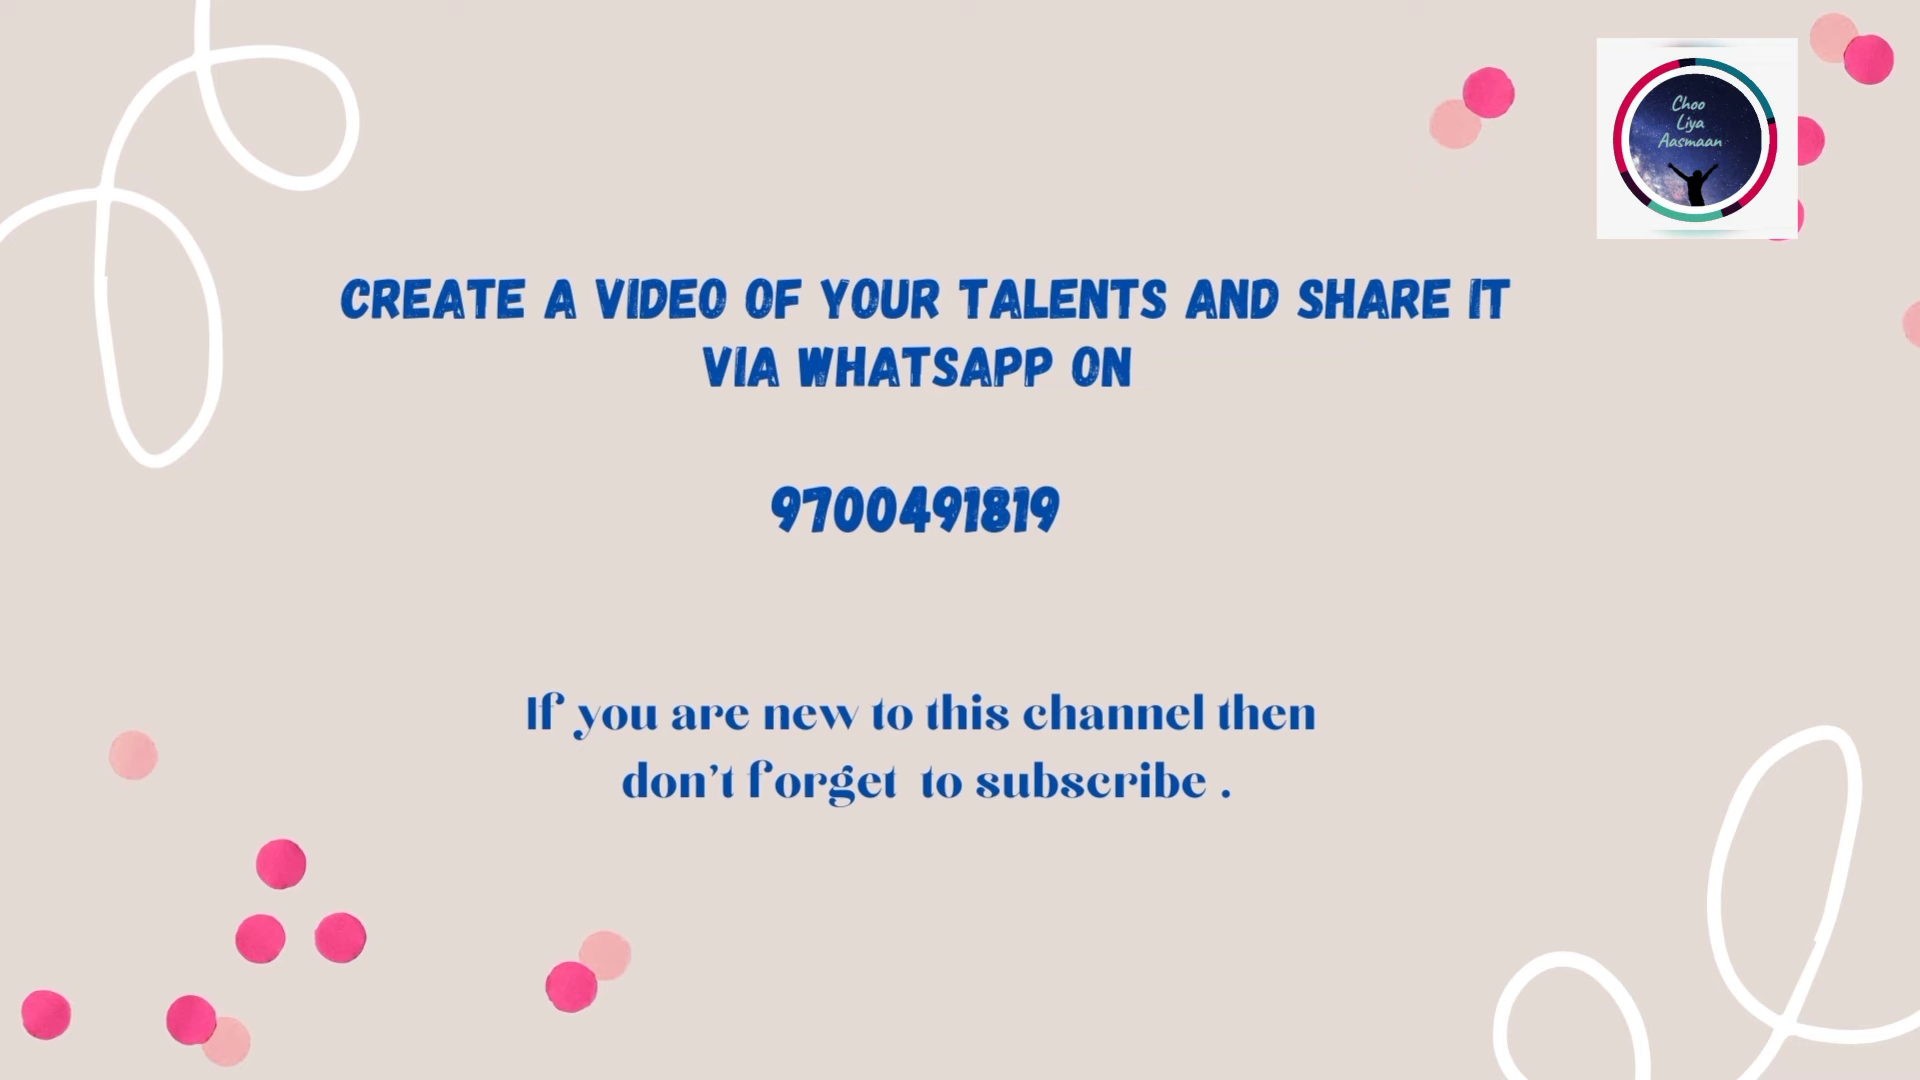 Choo
Liya
Aasmaan
CREATE A VIDEO OF YOUR TALENTS AND SHARE IT
VIA WHATSAPP ON
9700491819
If you are new to this channel then
don't forget to subscribe .